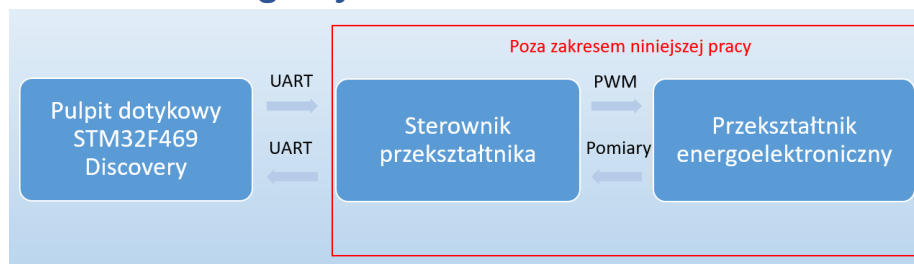 Poza zakresem niniejszej pracy
UART
PWM
Pulpit dotykowy
STM32F469
Discovery
Sterownik
przekształtnika
Przekształtnik
energoelektroniczny
UART
Pomiary